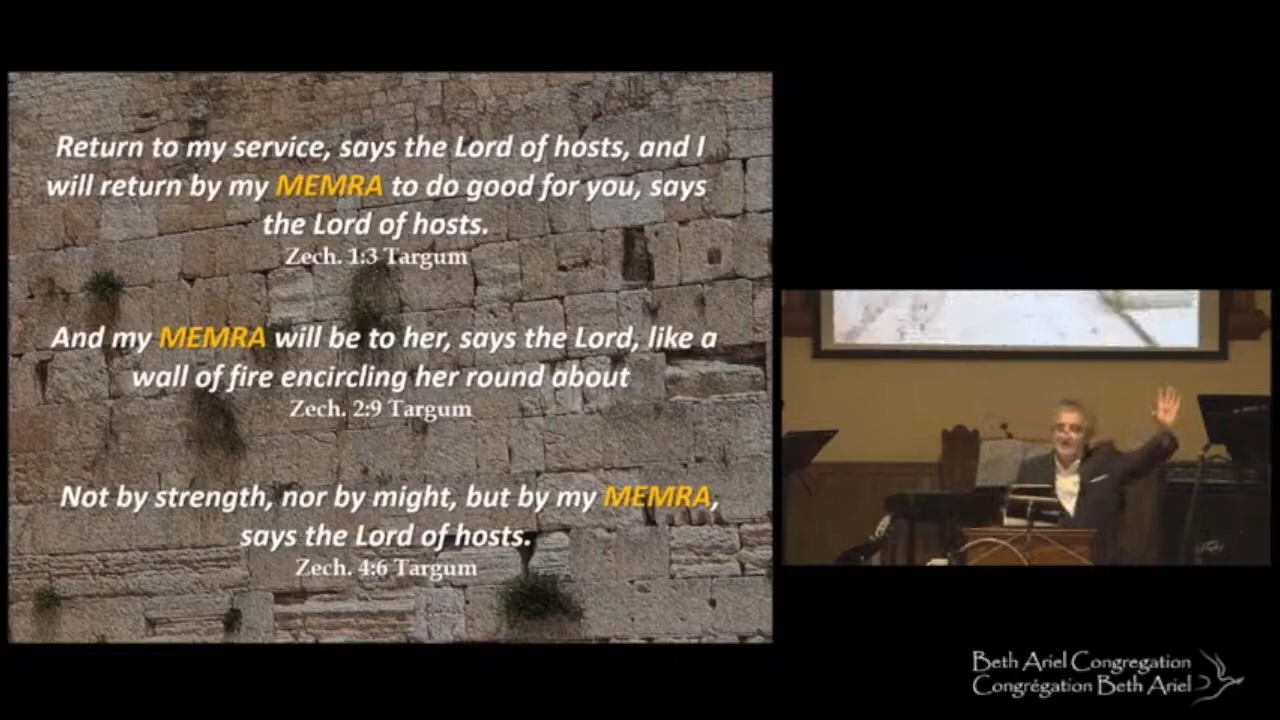 Return to my service, says the Lord of hosts, and I
will return by my MEMRA to do good for you, says
the Lord of hosts.
Zech. 1:3 Targum
And my MEMRA will be to her, says the Lord, like a
wall of fire encircling her round about
Zech. 2:9 Targum
Not by strength, nor by might, but by my MEMRA,
says the Lord of hosts.
Zech. 4:6 Targum
Beth Ariel Congregation
Congrégation Beth Ariel